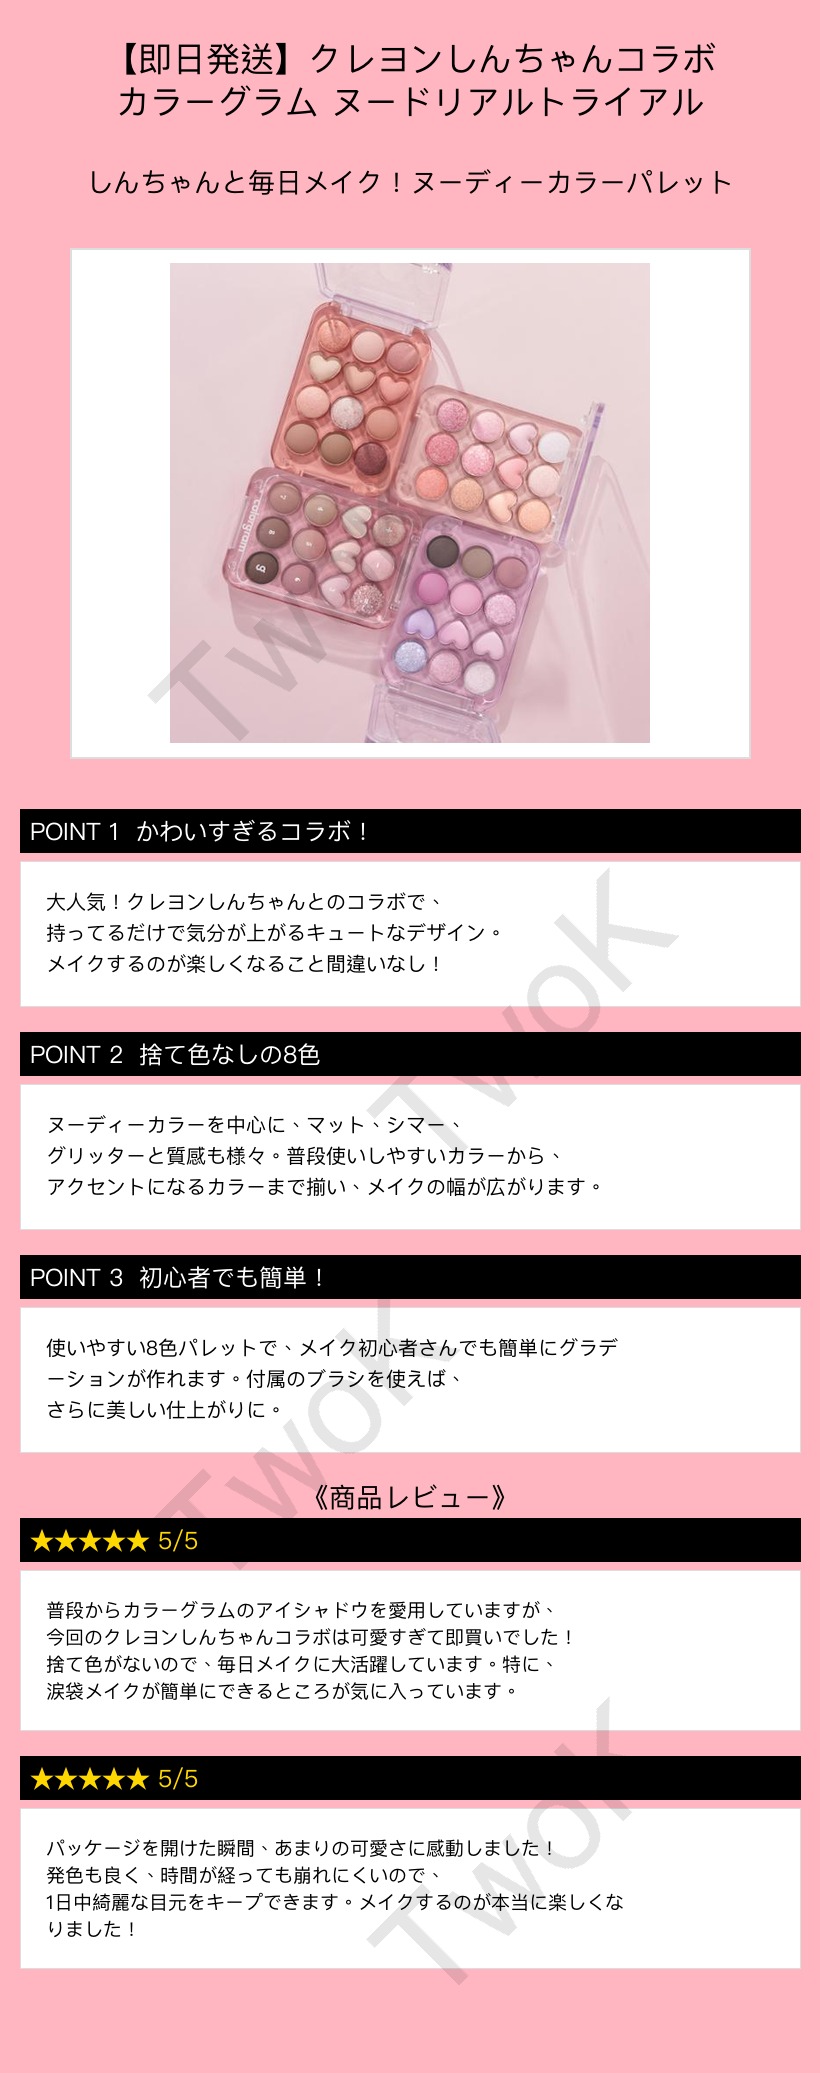 【即日発送】クレヨンしんちゃんコラボ
カラーグラム ヌードリアルトライアル
しんちゃんと毎日メイク！ヌーディーカラーパレット
colorgram
7
6
8
5
9
6
Tw
POINT 1 かわいすぎるコラボ！
大人気！クレヨンしんちゃんとのコラボで、
持ってるだけで気分が上がるキュートなデザイン。
メイクするのが楽しくなること間違いなし！
TwoK
POINT 2 捨て色なしの8色
ヌーディーカラーを中心に、マット、シマー、
グリッターと質感も様々。普段使いしやすいカラーから、
アクセントになるカラーまで揃い、メイクの幅が広がります。
POINT 3 初心者でも簡単！
使いやすい8色パレットで、メイク初心者さんでも簡単にグラデ
ーションが作れます。付属のブラシを使えば、
さらに美しい仕上がりに。
TwoK
《商品レビュー》
★★★★★ 5/5
普段からカラーグラムのアイシャドウを愛用していますが、
今回のクレヨンしんちゃんコラボは可愛すぎて即買いでした！
捨て色がないので、毎日メイクに大活躍しています。特に、
涙袋メイクが簡単にできるところが気に入っています。
★★★★★ 5/5
パッケージを開けた瞬間、あまりの可愛さに感動しました！
発色も良く、時間が経っても崩れにくいので、
1日中綺麗な目元をキープできます。メイクするのが本当に楽しくな
りました！
TwoK